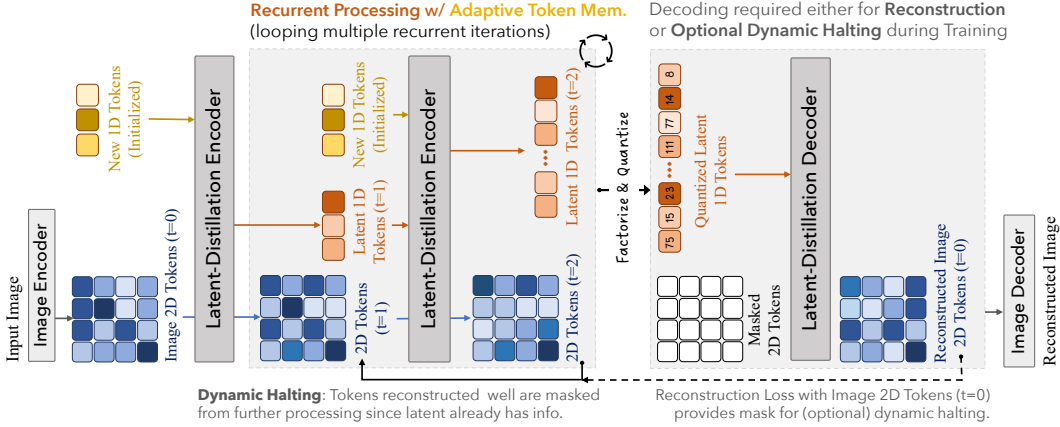 Recurrent Processing w/ Adaptive Token Mem.
(looping multiple recurrent iterations)
Decoding required either for Reconstruction
or Optional Dynamic Halting during Training
Input Image
Image Encoder
New 1D Tokens
(Initialized)
Image 2D Tokens (t=0)
Latent-Distillation Encoder
New 1D Tokens
(Initialized)
Latent 1D
Tokens (t=1)
2D Tokens
(t=1)
Latent-Distillation Encoder
Latent 1D Tokens (t=2)
2D Tokens (t=2)
Factorize & Quantize
8
14
77
111
23
15
75
Quantized Latent
1D Tokens
Masked
2D Tokens
Latent-Distillation Decoder
Reconstructed Image
2D Tokens (t=0)
Image Decoder
Reconstructed Image
Dynamic Halting: Tokens reconstructed well are masked
from further processing since latent already has info.
Reconstruction Loss with Image 2D Tokens (t=0)
provides mask for (optional) dynamic halting.